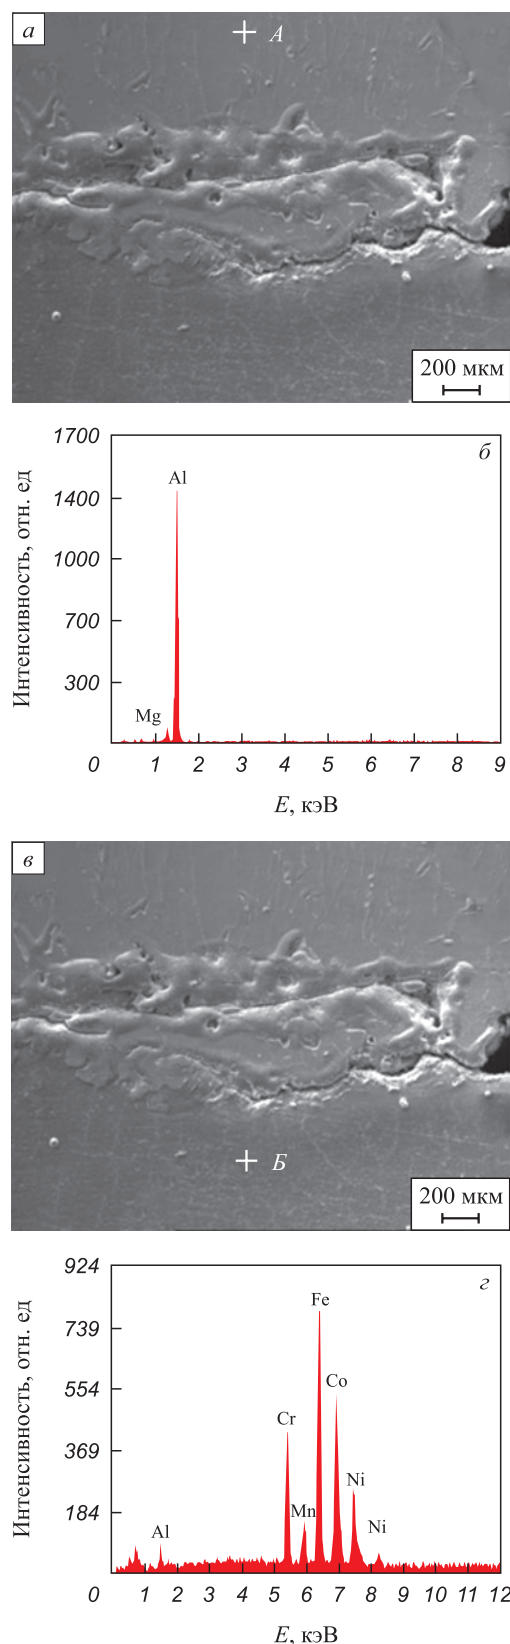 а
А
200 мкм
1700
1400
1000
700
300
0 1 2 3 4 5 6 7 8 9
Интенсивность, отн. ед
б
Al
Mg
E, кэВ
в
Б
200 мкм
924
739
554
369
184
0 1 2 3 4 5 6 7 8 9 10 11 12
Интенсивность, отн. ед
г
Fe
Co
Cr
Ni
Mn
Ni
Al
E, кэВ